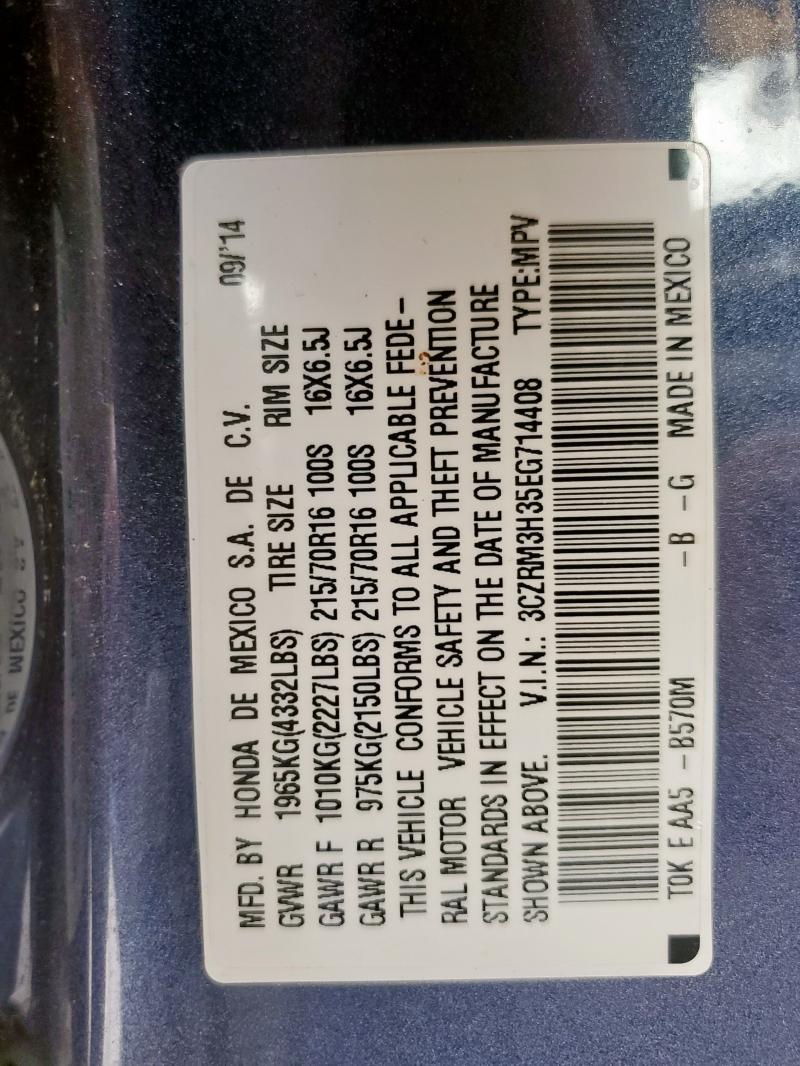 DE MEXICO
MFD. BY HONDA DE MEXICO S.A. DE C.V. 09/'14
GVWR 1965KG(4332LBS) TIRE SIZE RIM SIZE
GAWR F 1010KG(2227LBS) 215/70R16 100S 16X6.5J
GAWR R 975KG(2150LBS) 215/70R16 100S 16X6.5J
THIS VEHICLE CONFORMS TO ALL APPLICABLE FEDE-
RAL MOTOR VEHICLE SAFETY AND THEFT PREVENTION
STANDARDS IN EFFECT ON THE DATE OF MANUFACTURE
SHOWN ABOVE. V.I.N.: 3CZRM3H35EG714408 TYPE:MPV
T0K E AA5 -B570M -B -G MADE IN MEXICO